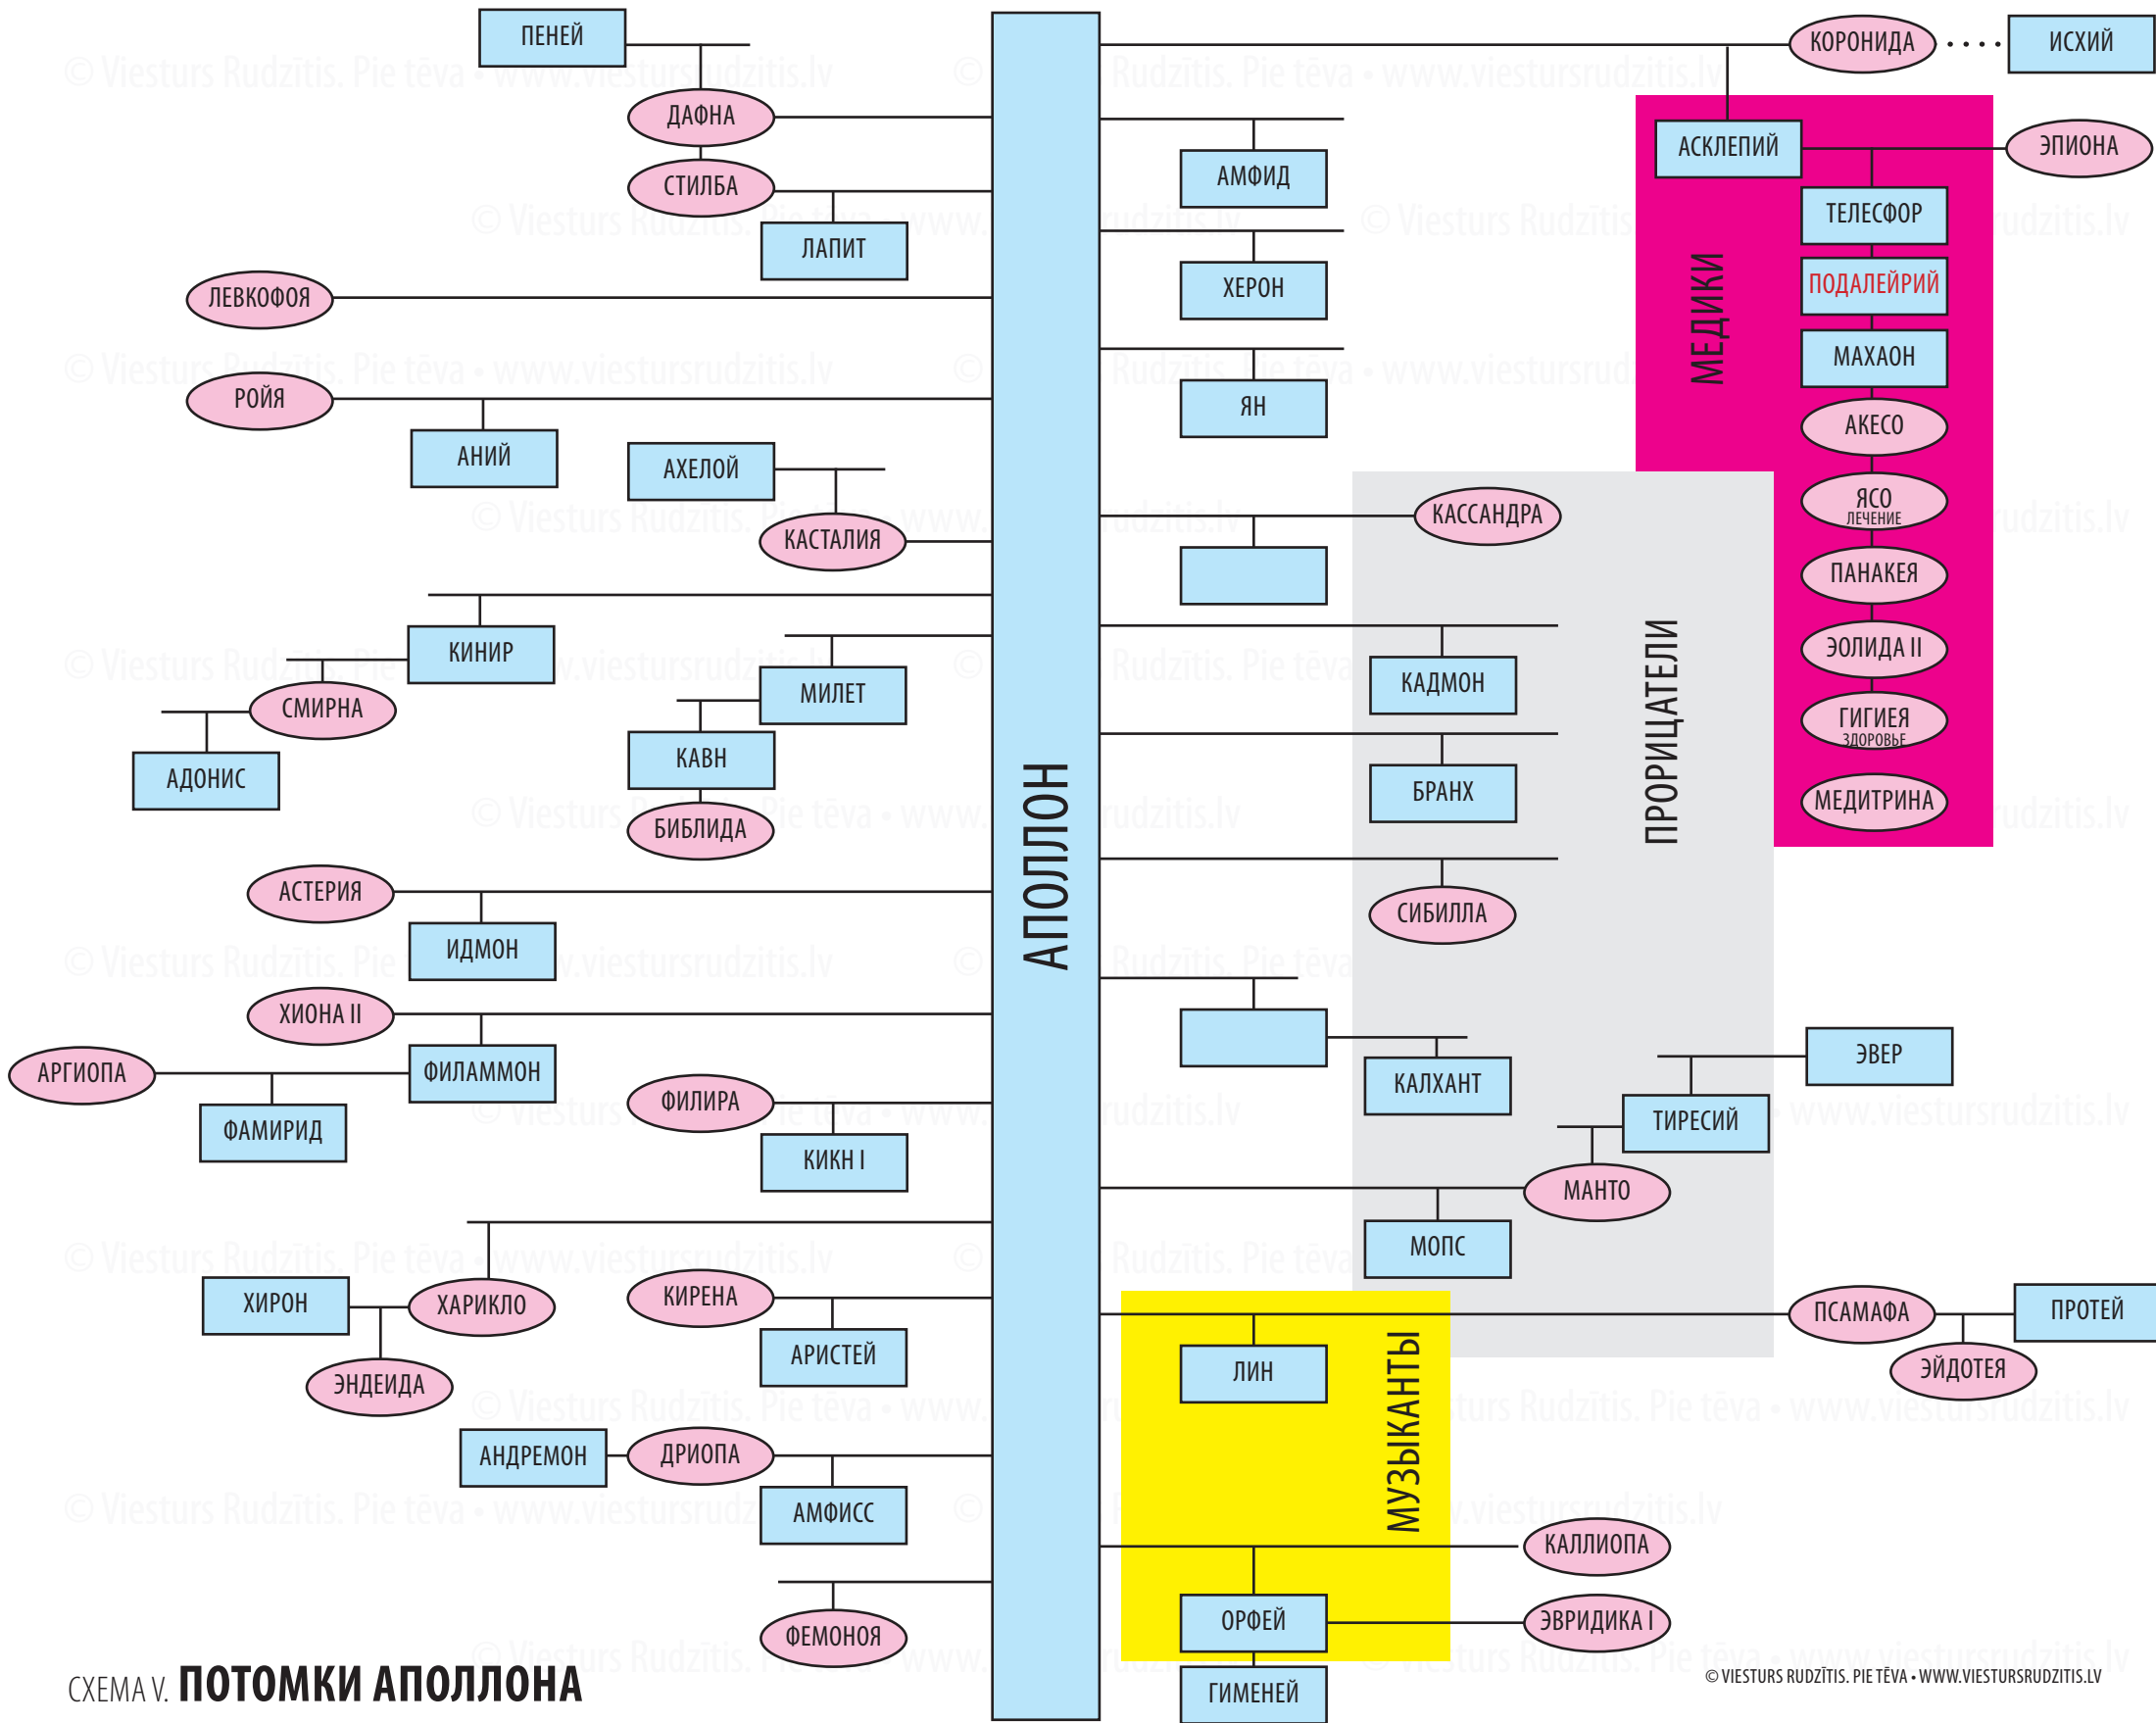 ПЕНЕЙ
ДАФНА
СТИЛБА
ЛАПИТ
ЛЕВКОФОЯ
РОЙЯ
АНИЙ
АХЕЛОЙ
КАСТАЛИЯ
КИНИР
СМИРНА
АДОНИС
МИЛЕТ
КАВН
БИБЛИДА
АСТЕРИЯ
ИДМОН
ХИОНА II
АРГИОПА
ФИЛАММОН
ФАМИРИД
ФИЛИРА
КИКН I
ХИРОН
ХАРИКЛО
ЭНДЕИДА
КИРЕНА
АРИСТЕЙ
АНДРЕМОН
ДРИОПА
АМФИСС
ФЕМОНОЯ
АПОЛЛОН
КОРОНИДА
ИСХИЙ
АСКЛЕПИЙ
ЭПИОНА
МЕДИКИ
ТЕЛЕСФОР
ПОДАЛЕЙРИЙ
МАХАОН
АКЕСО
ЯСО
ЛЕЧЕНИЕ
ПАНАКЕЯ
ЭОЛИДА II
ГИГИЕЯ
ЗДОРОВЬЕ
МЕДИТРИНА
АМФИД
ХЕРОН
ЯН
КАССАНДРА
ПРОРИЦАТЕЛИ
КАДМОН
БРАНХ
СИБИЛЛА
КАЛХАНТ
ЭВЕР
ТИРЕСИЙ
МАНТО
МОПС
ПСАМАФА
ПРОТЕЙ
ЭЙДОТЕЯ
ЛИН
МУЗЫКАНТЫ
КАЛЛИОПА
ОРФЕЙ
ЭВРИДИКА I
ГИМЕНЕЙ
СХЕМА V. ПОТОМКИ АПОЛЛОНА
© VIESTURS RUDZĪTIS. PIE TĒVA • WWW.VIESTURSRUDZITIS.LV